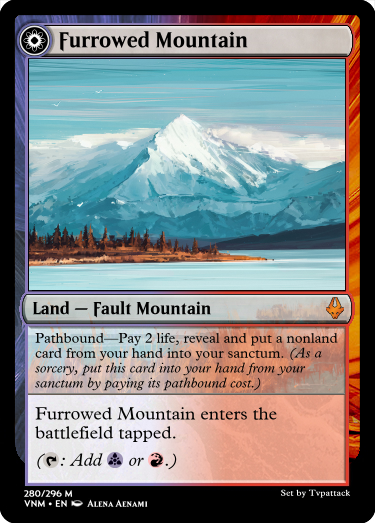 Furrowed Mountain
Land — Fault Mountain
Pathbound—Pay 2 life, reveal and put a nonland
card from your hand into your sanctum. (As a
sorcery, put this card into your hand from your
sanctum by paying its pathbound cost.)
Furrowed Mountain enters the
battlefield tapped.
(: Add or .)
280/296 M
VNM • EN Alena Aenami
Set by Tvpattack